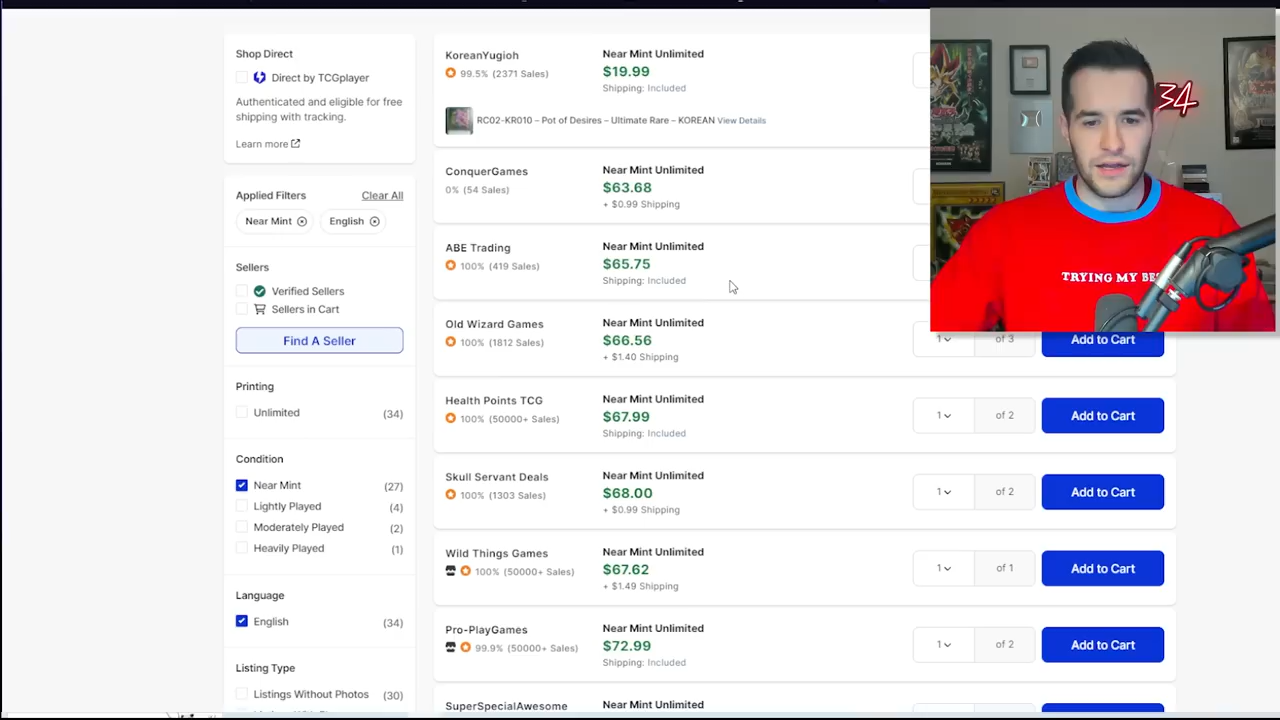 Shop Direct
Direct by TCGplayer
Authenticated and eligible for free
shipping with tracking.
Learn more
Applied Filters
Clear All
Near Mint
English
Sellers
Verified Sellers
Sellers in Cart
Find A Seller
Printing
Unlimited (34)
Condition
Near Mint (27)
Lightly Played (4)
Moderately Played (2)
Heavily Played (1)
Language
English (34)
Listing Type
Listings Without Photos (30)
KoreanYugioh
99.5% (2371 Sales)
Near Mint Unlimited
$19.99
Shipping: Included
RC02-KR010 – Pot of Desires – Ultimate Rare – KOREAN View Details
ConquerGames
0% (54 Sales)
Near Mint Unlimited
$63.68
+ $0.99 Shipping
ABE Trading
100% (419 Sales)
Near Mint Unlimited
$65.75
Shipping: Included
Old Wizard Games
100% (1812 Sales)
Near Mint Unlimited
$66.56
+ $1.40 Shipping
1 of 3
Add to Cart
Health Points TCG
100% (50000+ Sales)
Near Mint Unlimited
$67.99
Shipping: Included
1 of 2
Add to Cart
Skull Servant Deals
100% (1303 Sales)
Near Mint Unlimited
$68.00
+ $0.99 Shipping
1 of 2
Add to Cart
Wild Things Games
100% (50000+ Sales)
Near Mint Unlimited
$67.62
+ $1.49 Shipping
1 of 1
Add to Cart
Pro-PlayGames
99.9% (50000+ Sales)
Near Mint Unlimited
$72.99
Shipping: Included
1 of 2
Add to Cart
SuperSpecialAwesome
Near Mint Unlimited
34
TRYING MY